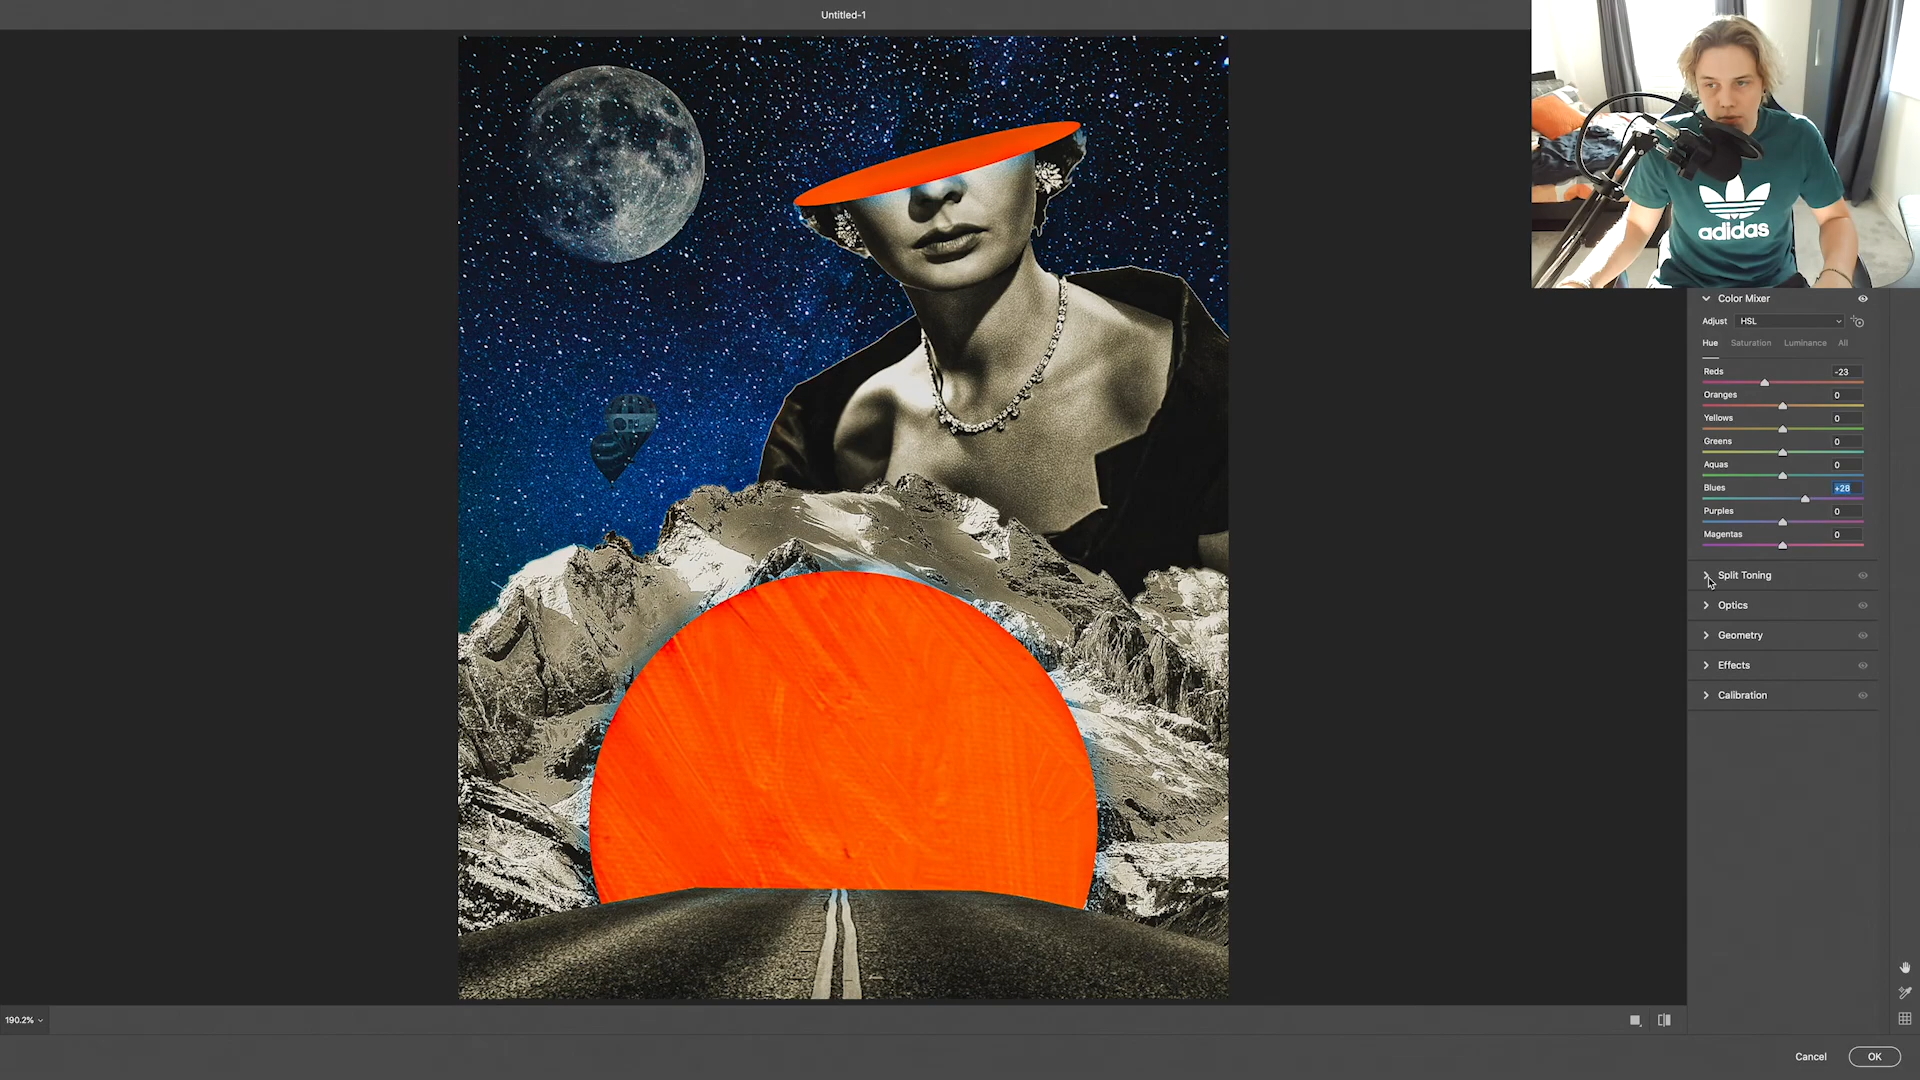 Untitled-1
adidas
Color Mixer
Adjust HSL
Hue Saturation Luminance All
Reds -23
Oranges 0
Yellows 0
Greens 0
Aquas 0
Blues +28
Purples 0
Magentas 0
Split Toning
Optics
Geometry
Effects
Calibration
190.2%
Cancel OK